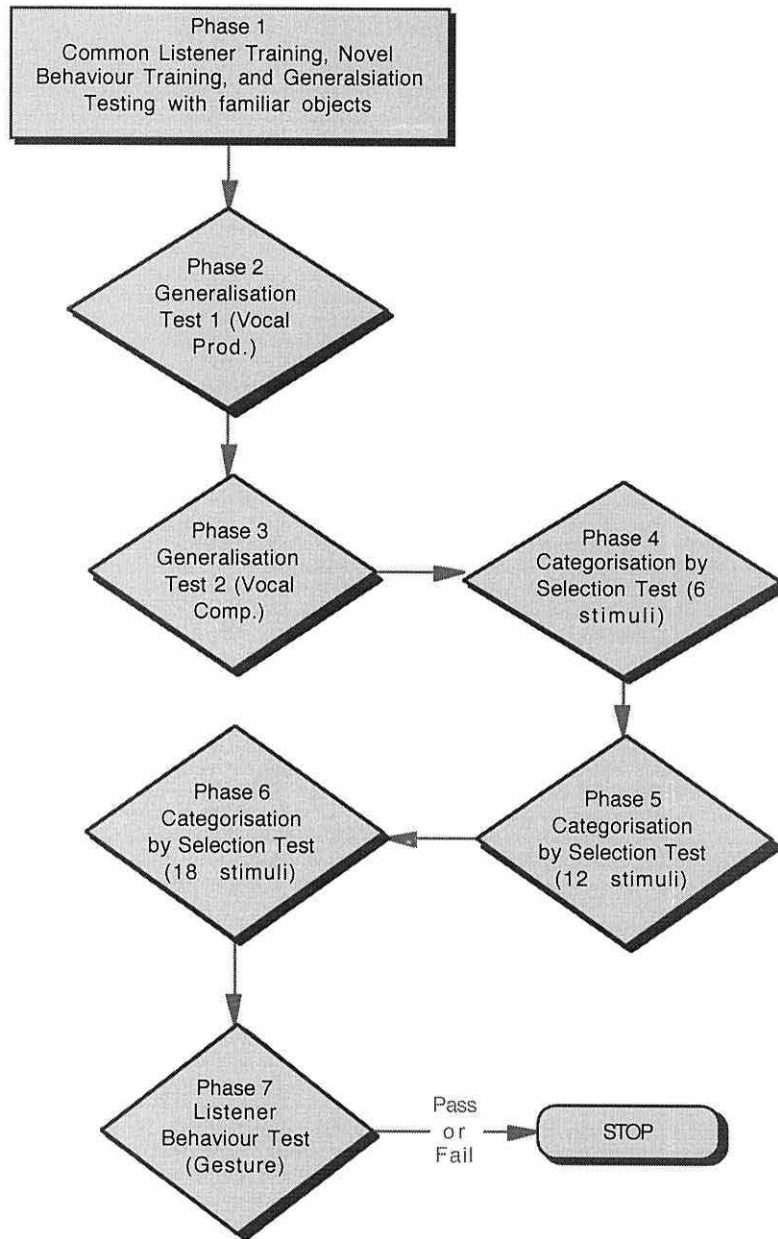 Phase 1
Common Listener Training, Novel
Behaviour Training, and Generalsiation
Testing with familiar objects
Phase 2
Generalisation
Test 1 (Vocal
Prod.)
Phase 3
Generalisation
Test 2 (Vocal
Comp.)
Phase 4
Categorisation by
Selection Test (6
stimuli)
Phase 5
Categorisation
by Selection Test
(12 stimuli)
Phase 6
Categorisation
by Selection Test
(18 stimuli)
Phase 7
Listener
Behaviour Test
(Gesture)
Pass
or
Fail
STOP